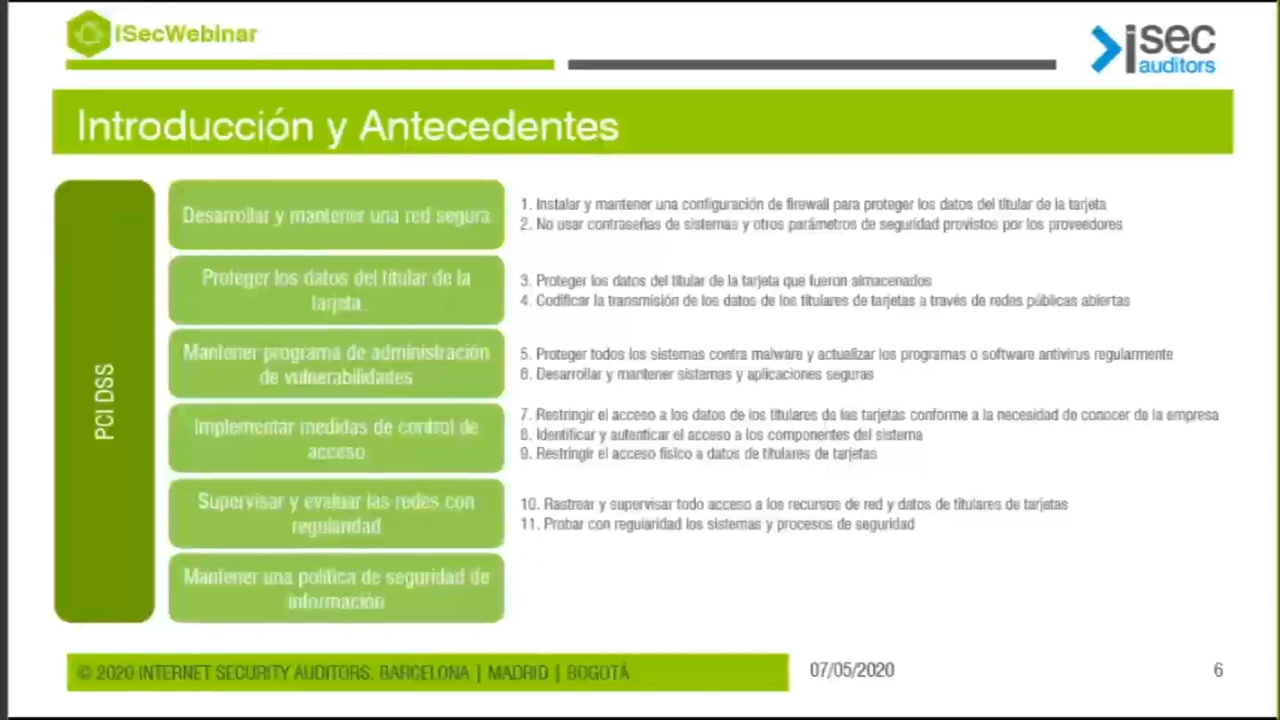 ISecWebinar
isec
auditors
Introducción y Antecedentes
PCI DSS
Desarrollar y mantener una red segura
1. Instalar y mantener una configuración de firewall para proteger los datos del titular de la tarjeta
2. No usar contraseñas de sistemas y otros parámetros de seguridad provistos por los proveedores
Proteger los datos del titular de la
tarjeta.
3. Proteger los datos del titular de la tarjeta que fueron almacenados
4. Codificar la transmisión de los datos de los titulares de tarjetas a través de redes públicas abiertas
Mantener programa de administración
de vulnerabilidades
5. Proteger todos los sistemas contra malware y actualizar los programas o software antivirus regularmente
6. Desarrollar y mantener sistemas y aplicaciones seguras
Implementar medidas de control de
acceso
7. Restringir el acceso a los datos de los titulares de las tarjetas conforme a la necesidad de conocer de la empresa
8. Identificar y autenticar el acceso a los componentes del sistema
9. Restringir el acceso físico a datos de titulares de tarjetas
Supervisar y evaluar las redes con
regularidad
10. Rastrear y supervisar todo acceso a los recursos de red y datos de titulares de tarjetas
11. Probar con regularidad los sistemas y procesos de seguridad
Mantener una política de seguridad de
información
© 2020 INTERNET SECURITY AUDITORS. BARCELONA | MADRID | BOGOTÁ
07/05/2020
6